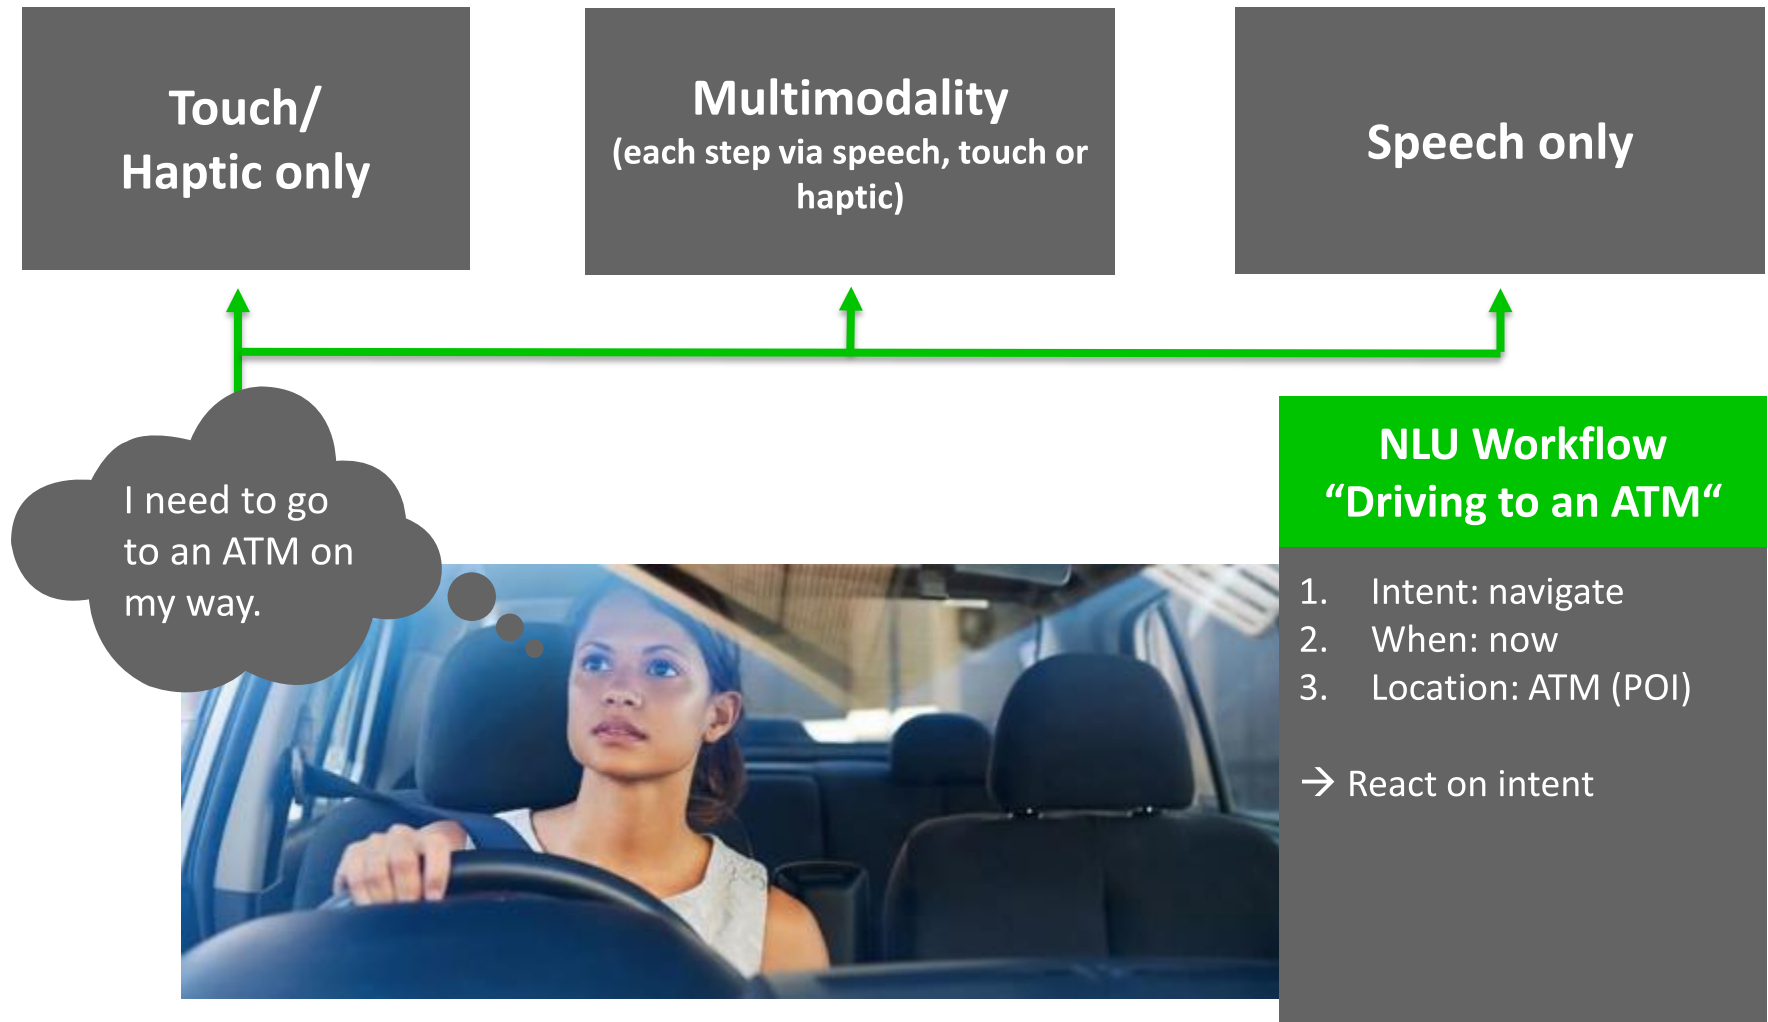 Touch/
Haptic only
Multimodality
(each step via speech, touch or
haptic)
Speech only
I need to go
to an ATM on
my way.
NLU Workflow
“Driving to an ATM“
1. Intent: navigate
2. When: now
3. Location: ATM (POI)
→ React on intent